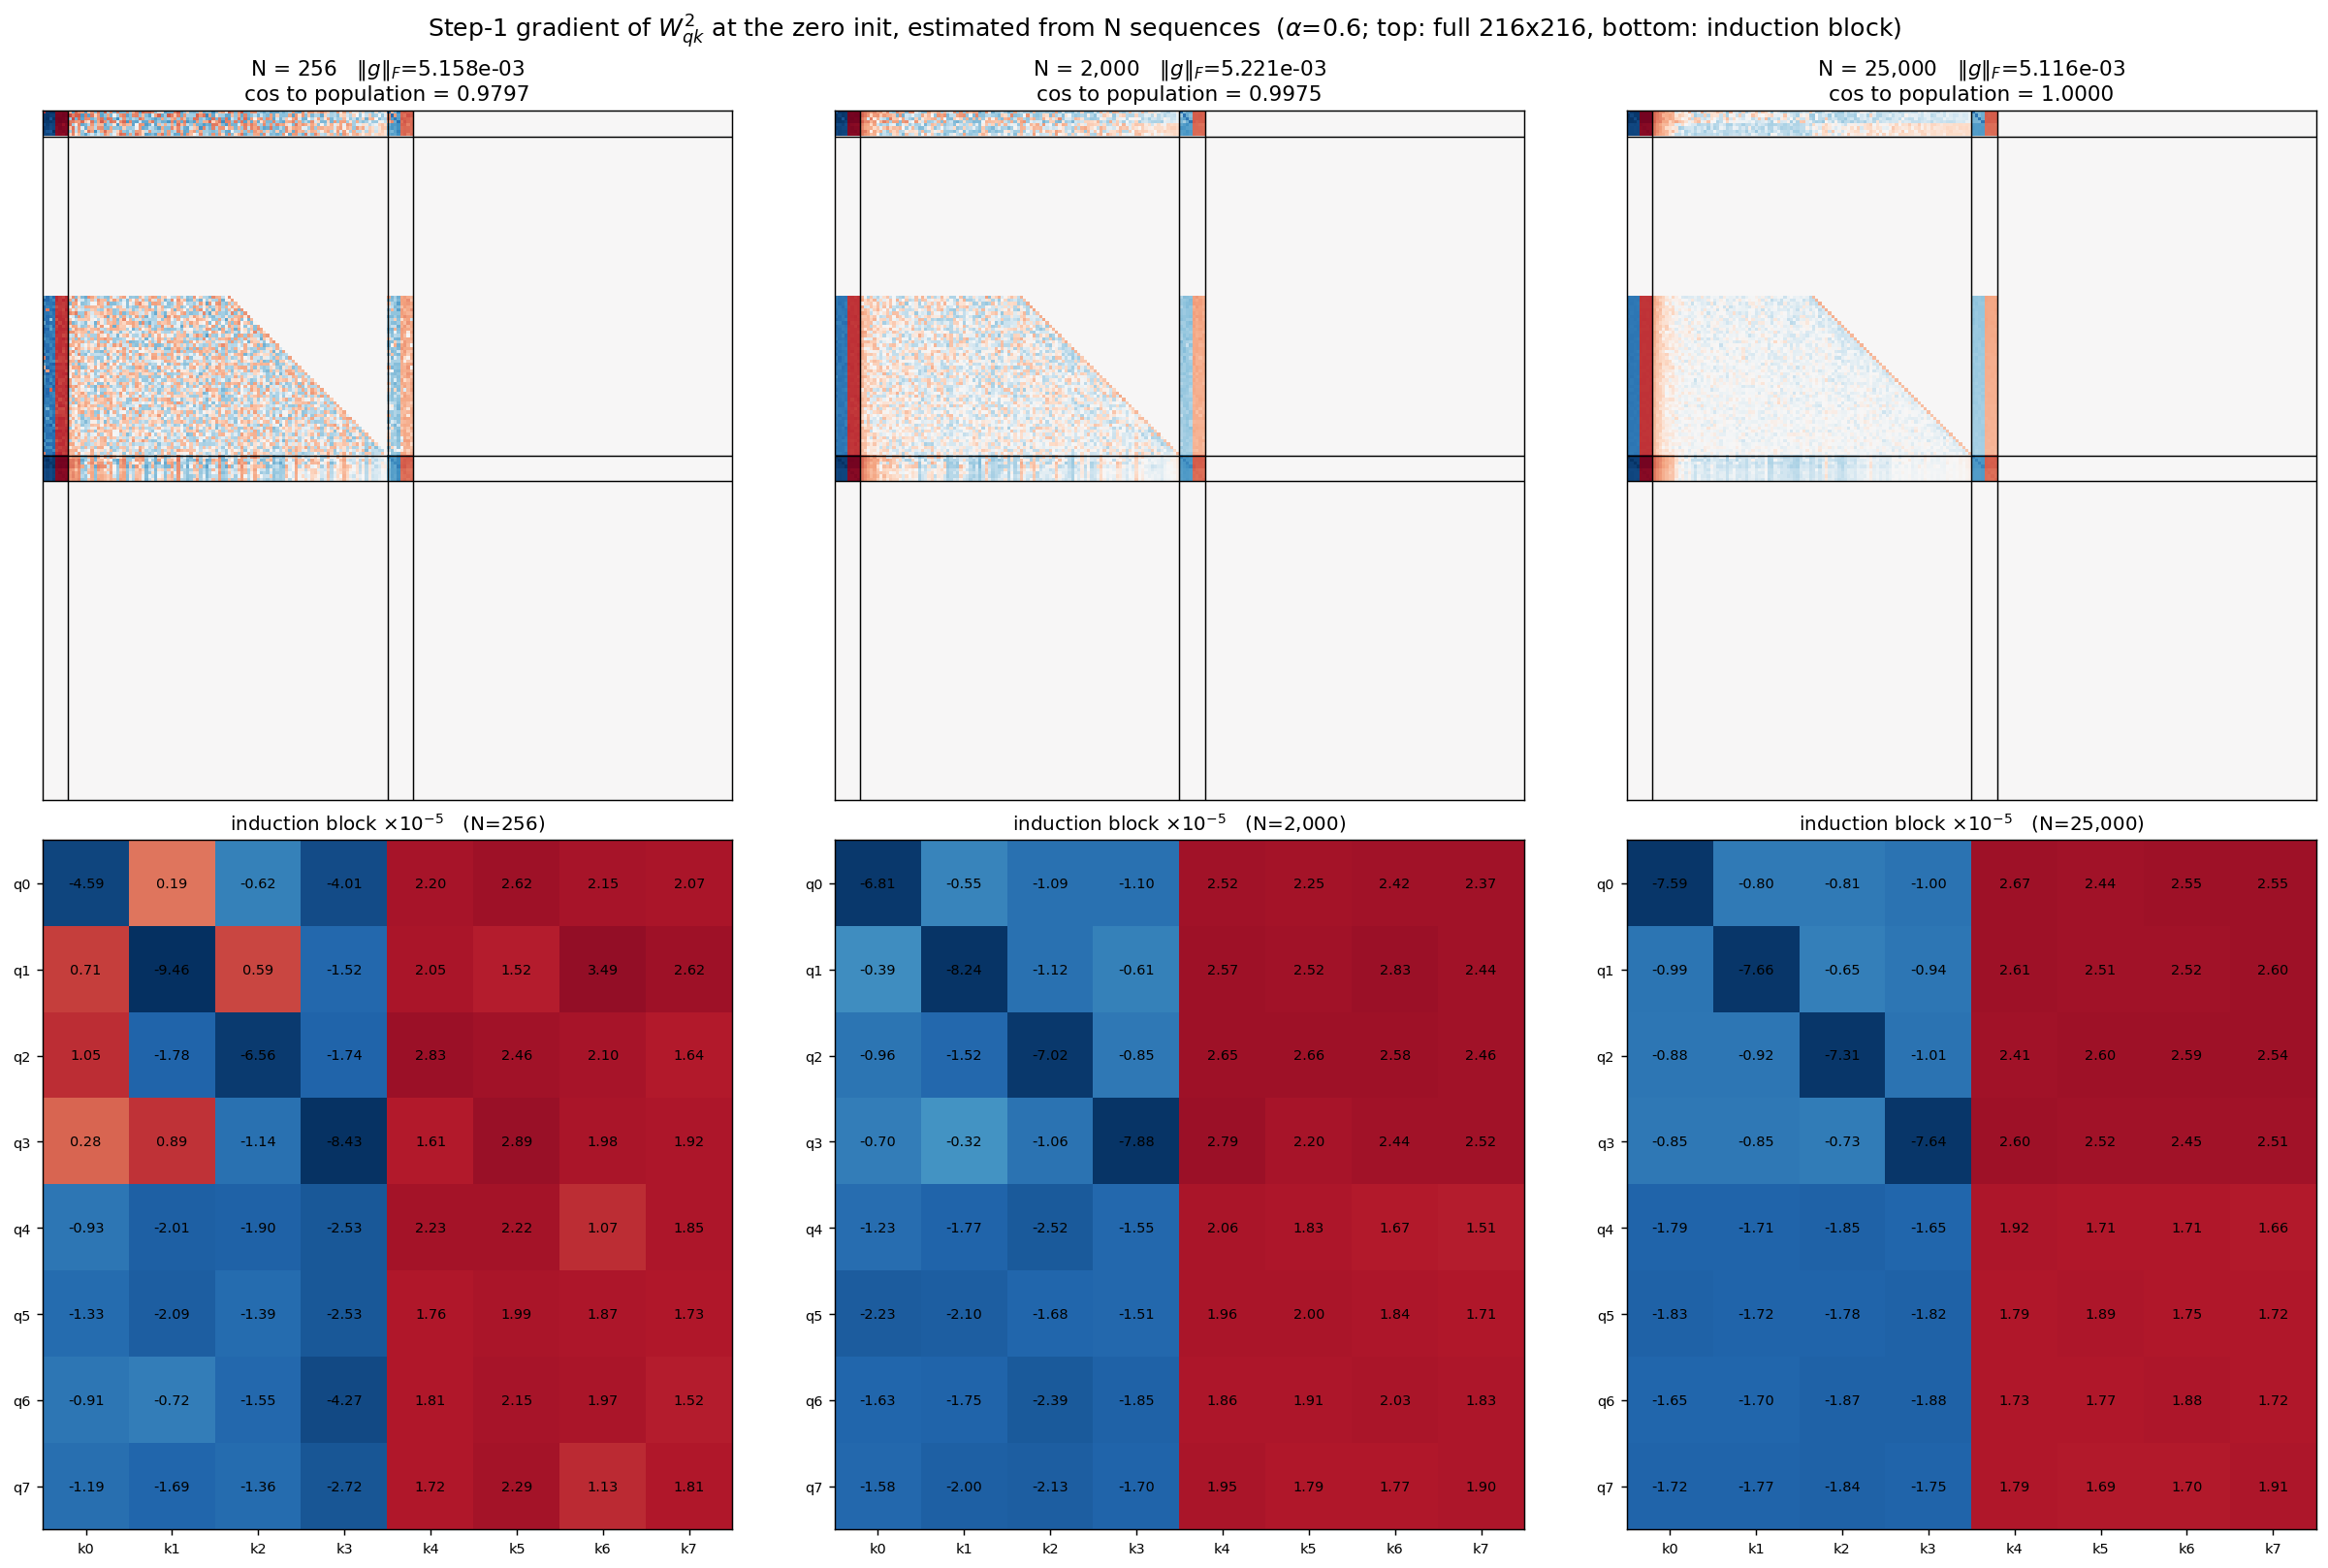 Step-1 gradient of $W_{qk}^2$ at the zero init, estimated from N sequences (α=0.6; top: full 216x216, bottom: induction block)
N = 256 ‖g‖_F=5.158e-03
cos to population = 0.9797
N = 2,000 ‖g‖_F=5.221e-03
cos to population = 0.9975
N = 25,000 ‖g‖_F=5.116e-03
cos to population = 1.0000
induction block ×10⁻⁵ (N=256)
q0 -4.59 0.19 -0.62 -4.01 2.20 2.62 2.15 2.07
q1 0.71 -9.46 0.59 -1.52 2.05 1.52 3.49 2.62
q2 1.05 -1.78 -6.56 -1.74 2.83 2.46 2.10 1.64
q3 0.28 0.89 -1.14 -8.43 1.61 2.89 1.98 1.92
q4 -0.93 -2.01 -1.90 -2.53 2.23 2.22 1.07 1.85
q5 -1.33 -2.09 -1.39 -2.53 1.76 1.99 1.87 1.73
q6 -0.91 -0.72 -1.55 -4.27 1.81 2.15 1.97 1.52
q7 -1.19 -1.69 -1.36 -2.72 1.72 2.29 1.13 1.81
k0 k1 k2 k3 k4 k5 k6 k7
induction block ×10⁻⁵ (N=2,000)
q0 -6.81 -0.55 -1.09 -1.10 2.52 2.25 2.42 2.37
q1 -0.39 -8.24 -1.12 -0.61 2.57 2.52 2.83 2.44
q2 -0.96 -1.52 -7.02 -0.85 2.65 2.66 2.58 2.46
q3 -0.70 -0.32 -1.06 -7.88 2.79 2.20 2.44 2.52
q4 -1.23 -1.77 -2.52 -1.55 2.06 1.83 1.67 1.51
q5 -2.23 -2.10 -1.68 -1.51 1.96 2.00 1.84 1.71
q6 -1.63 -1.75 -2.39 -1.85 1.86 1.91 2.03 1.83
q7 -1.58 -2.00 -2.13 -1.70 1.95 1.79 1.77 1.90
k0 k1 k2 k3 k4 k5 k6 k7
induction block ×10⁻⁵ (N=25,000)
q0 -7.59 -0.80 -0.81 -1.00 2.67 2.44 2.55 2.55
q1 -0.99 -7.66 -0.65 -0.94 2.61 2.51 2.52 2.60
q2 -0.88 -0.92 -7.31 -1.01 2.41 2.60 2.59 2.54
q3 -0.85 -0.85 -0.73 -7.64 2.60 2.52 2.45 2.51
q4 -1.79 -1.71 -1.85 -1.65 1.92 1.71 1.71 1.66
q5 -1.83 -1.72 -1.78 -1.82 1.79 1.89 1.75 1.72
q6 -1.65 -1.70 -1.87 -1.88 1.73 1.77 1.88 1.72
q7 -1.72 -1.77 -1.84 -1.75 1.79 1.69 1.70 1.91
k0 k1 k2 k3 k4 k5 k6 k7